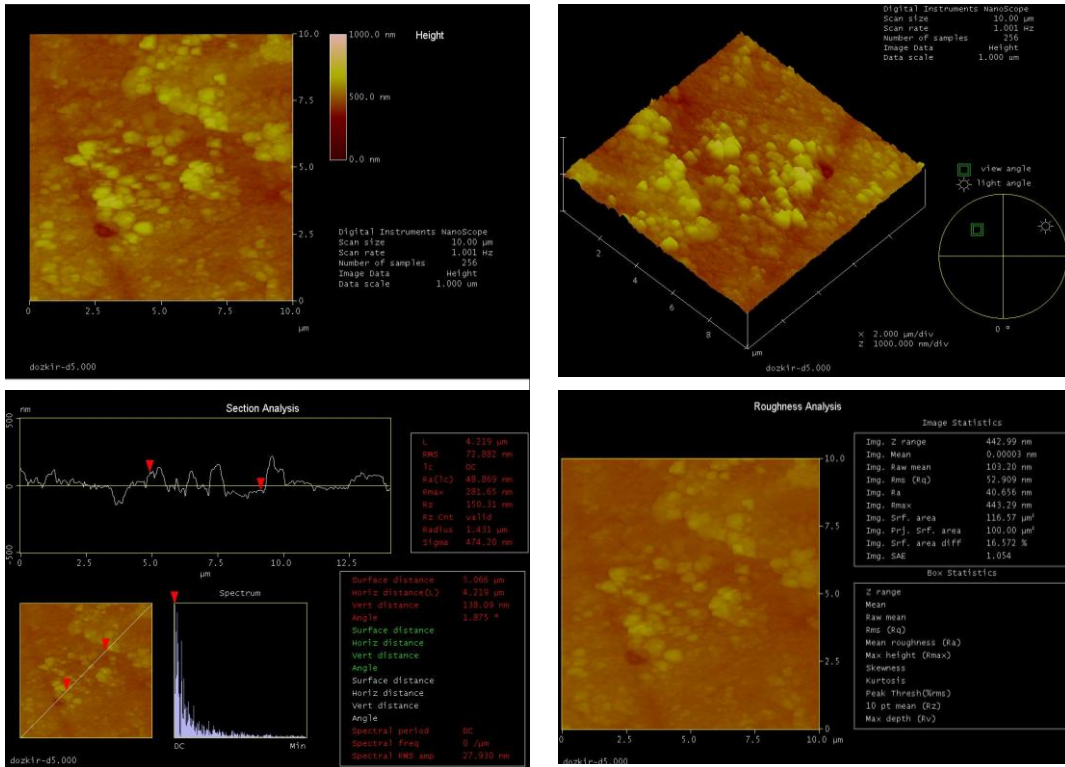 10.0
7.5
5.0
2.5
0
0 2.5 5.0 7.5 10.0
µm
1000.0 nm
500.0 nm
0.0 nm
Height
Digital Instruments NanoScope
Scan size 10.00 µm
Scan rate 1.001 Hz
Number of samples 256
Image Data Height
Data scale 1.000 um
dozkir-d5.000
Digital Instruments NanoScope
Scan size 10.00 µm
Scan rate 1.001 Hz
Number of samples 256
Image Data Height
Data scale 1.000 um
view angle
light angle
0 °
2
4
6
8
µm
X 2.000 µm/div
Z 1000.000 nm/div
dozkir-d5.000
Section Analysis
nm
500
0
-500
0 2.5 5.0 7.5 10.0 12.5
µm
L 4.219 µm
RMS 72.882 nm
lc DC
Ra(lc) 48.869 nm
Rmax 281.65 nm
Rz 150.31 nm
Rz Cnt valid
Radius 1.431 µm
Sigma 474.20 nm
Spectrum
DC Min
Surface distance 5.066 µm
Horiz distance(L) 4.219 µm
Vert distance 138.09 nm
Angle 1.875 °
Surface distance
Horiz distance
Vert distance
Angle
Surface distance
Horiz distance
Vert distance
Angle
Spectral period DC
Spectral freq 0 /µm
Spectral RMS amp 27.930 nm
dozkir-d5.000
Roughness Analysis
10.0
7.5
5.0
2.5
0
0 2.5 5.0 7.5 10.0 µm
Image Statistics
Img. Z range 442.99 nm
Img. Mean 0.00003 nm
Img. Raw mean 103.20 nm
Img. Rms (Rq) 52.909 nm
Img. Ra 40.656 nm
Img. Rmax 443.29 nm
Img. Srf. area 116.57 µm²
Img. Prj. Srf. area 100.00 µm²
Img. Srf. area diff 16.572 %
Img. SAE 1.054
Box Statistics
Z range
Mean
Raw mean
Rms (Rq)
Mean roughness (Ra)
Max height (Rmax)
Skewness
Kurtosis
Peak Thresh(%rms)
10 pt mean (Rz)
Max depth (Rv)
dozkir-d5.000